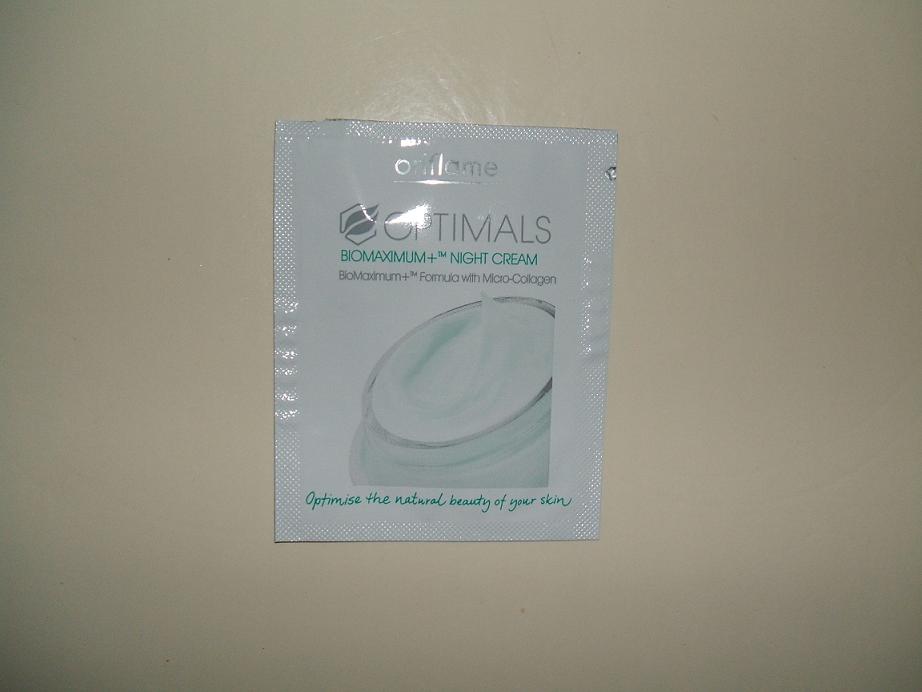 oriflame
OPTIMALS
BIOMAXIMUM+™ NIGHT CREAM
BioMaximum+™ Formula with Micro-Collagen
Optimise the natural beauty of your skin